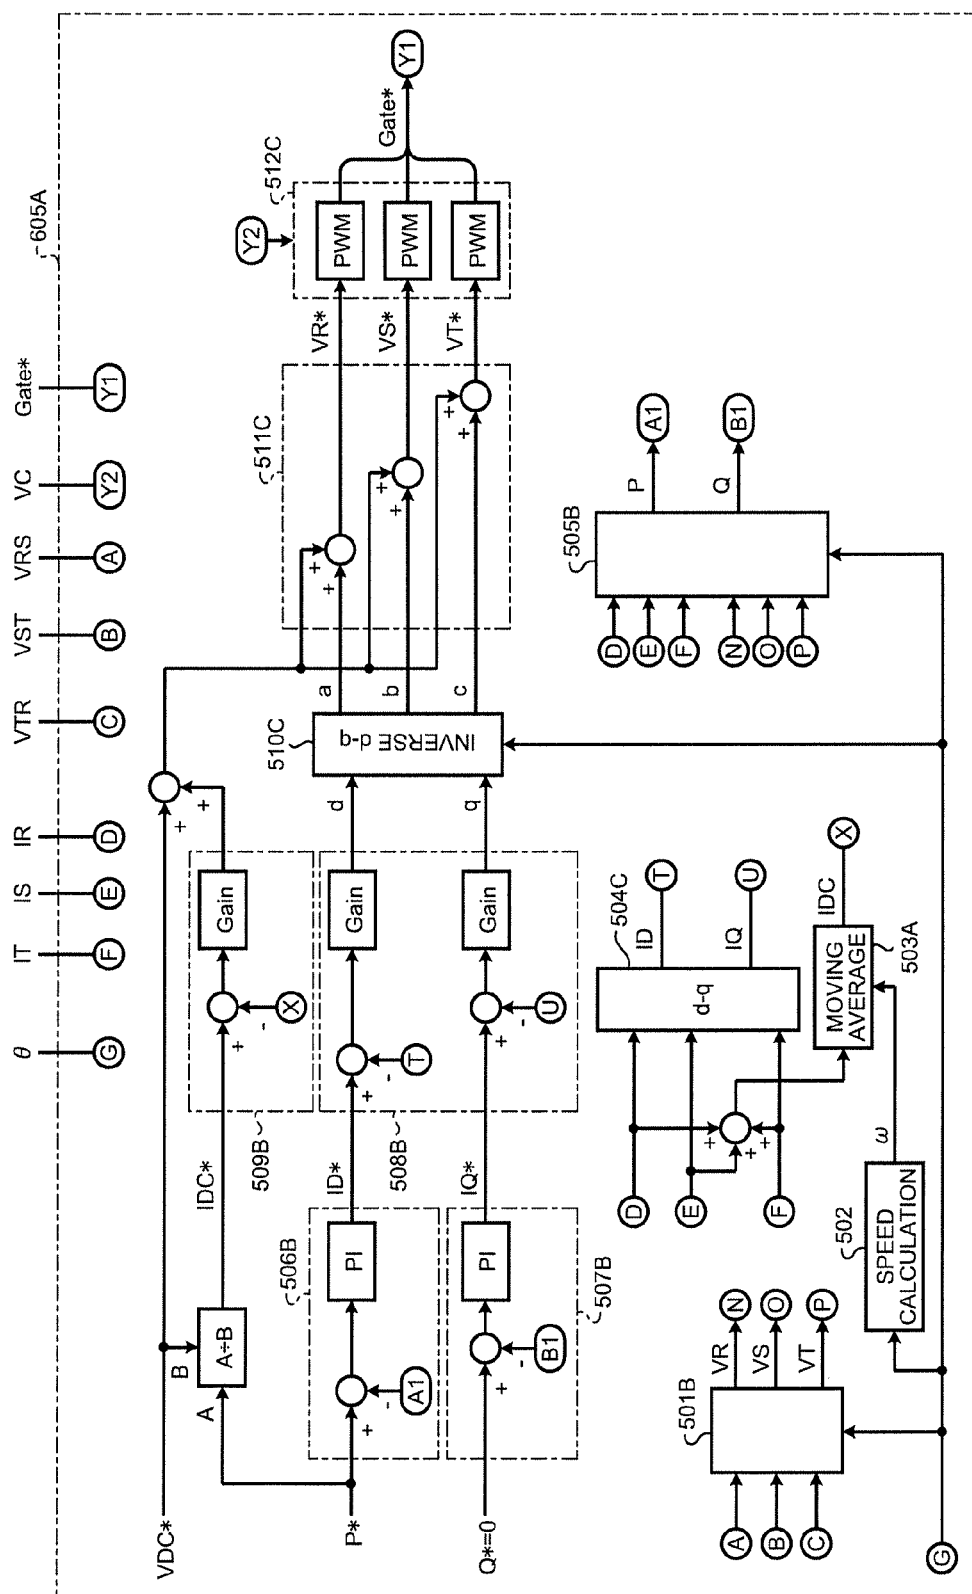 605A
θ IT IS IR VTR VST VRS VC Gate*
G F E D C B A Y2 Y1
VDC*
B
A
A÷B
IDC*
+
-
X
Gain
509B
+
+
P*
+
-
A1
PI
506B
ID*
+
-
T
Gain
508B
d
Q*=0
+
-
B1
PI
507B
IQ*
+
-
U
Gain
q
INVERSE d-q
510C
a
b
c
+
+
+
+
+
+
511C
VR*
VS*
VT*
Y2
PWM
PWM
PWM
512C
Gate*
Y1
A
B
C
501B
VR
VS
VT
N
O
P
G
SPEED
CALCULATION
502
ω
D
E
F
+
+
+
d-q
504C
ID
IQ
T
U
MOVING
AVERAGE
503A
IDC
X
D
E
F
N
O
P
505B
P
Q
A1
B1